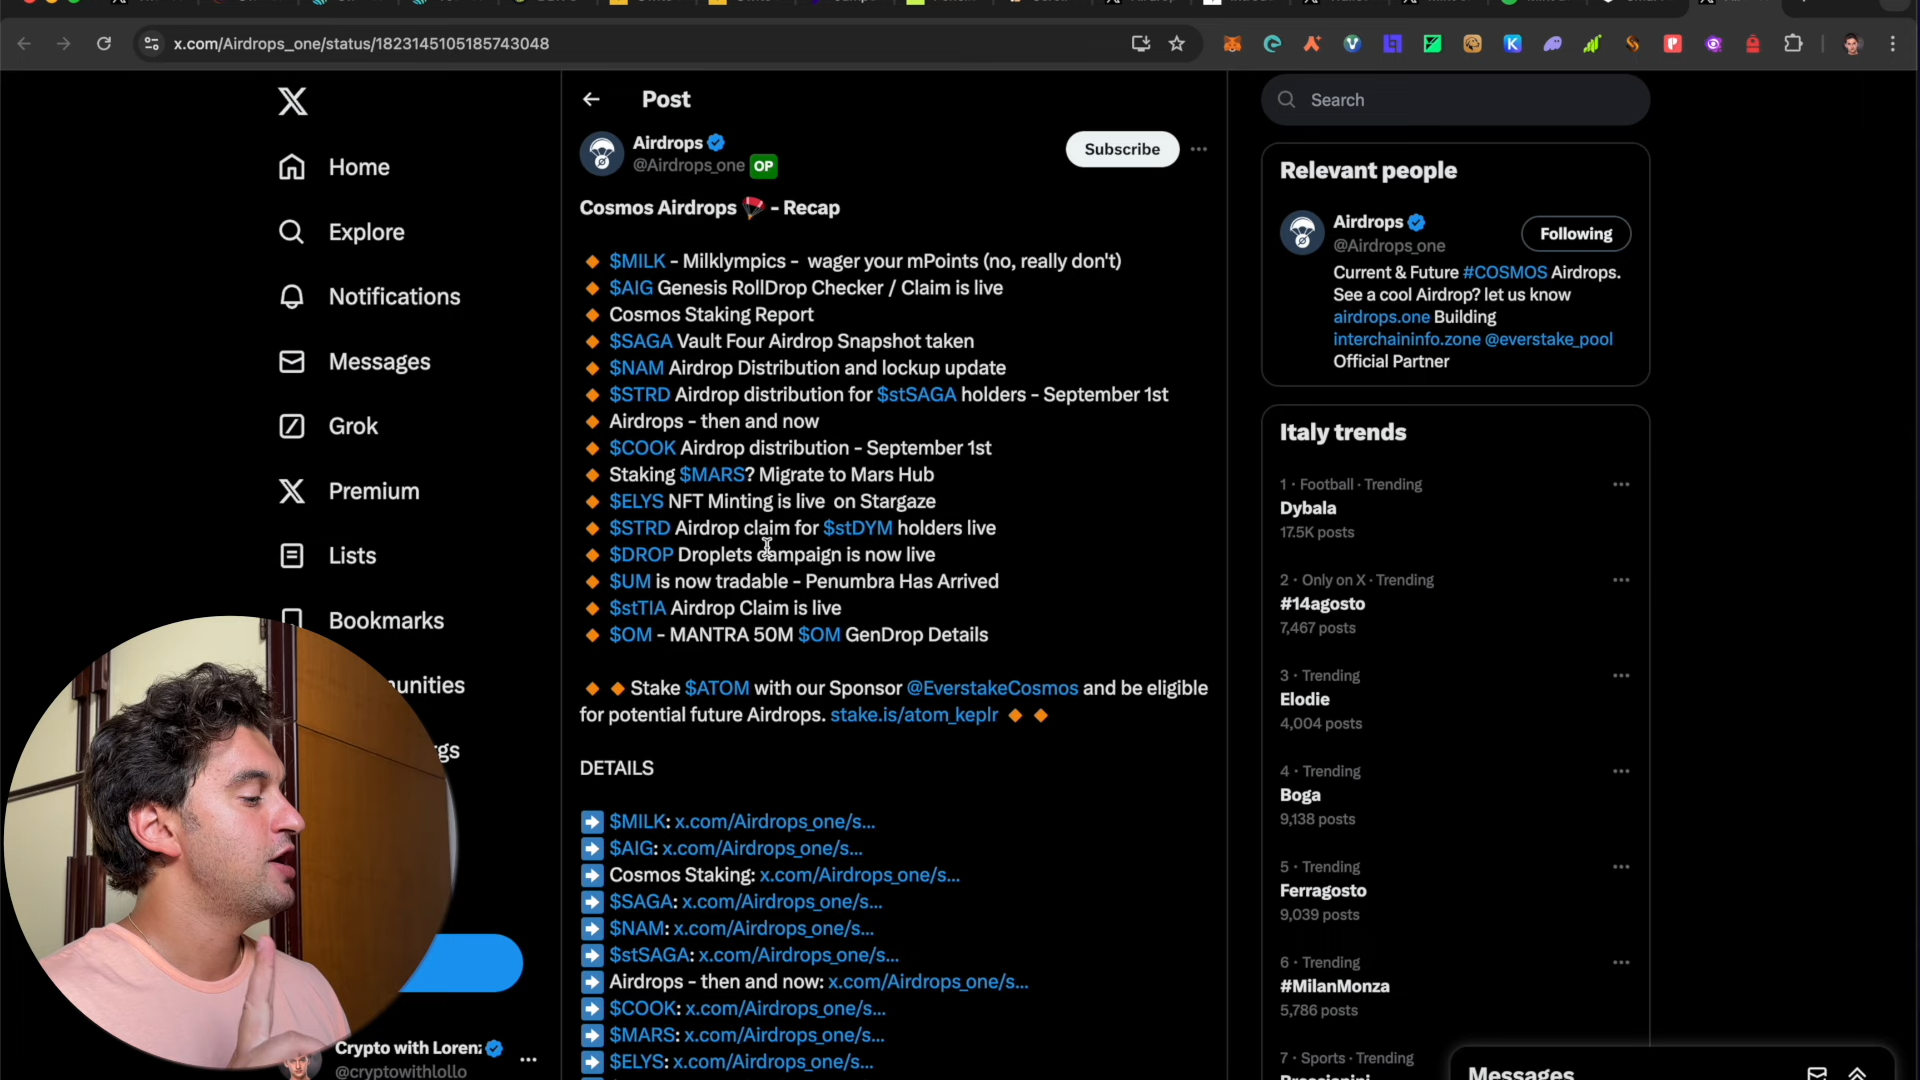 x.com/Airdrops_one/status/1823145105185743048
Post
Search
Home
Explore
Notifications
Messages
Grok
Premium
Lists
Bookmarks
Airdrops
@Airdrops_one OP
Subscribe
Cosmos Airdrops 🪂 - Recap
🔸 $MILK - Milklympics - wager your mPoints (no, really don't)
🔸 $AIG Genesis RollDrop Checker / Claim is live
🔸 Cosmos Staking Report
🔸 $SAGA Vault Four Airdrop Snapshot taken
🔸 $NAM Airdrop Distribution and lockup update
🔸 $STRD Airdrop distribution for $stSAGA holders - September 1st
🔸 Airdrops - then and now
🔸 $COOK Airdrop distribution - September 1st
🔸 Staking $MARS? Migrate to Mars Hub
🔸 $ELYS NFT Minting is live on Stargaze
🔸 $STRD Airdrop claim for $stDYM holders live
🔸 $DROP Droplets campaign is now live
🔸 $UM is now tradable - Penumbra Has Arrived
🔸 $stTIA Airdrop Claim is live
🔸 $OM - MANTRA 50M $OM GenDrop Details
🔸 🔸 Stake $ATOM with our Sponsor @EverstakeCosmos and be eligible
for potential future Airdrops. stake.is/atom_keplr 🔸 🔸
DETAILS
➡️ $MILK: x.com/Airdrops_one/s...
➡️ $AIG: x.com/Airdrops_one/s...
➡️ Cosmos Staking: x.com/Airdrops_one/s...
➡️ $SAGA: x.com/Airdrops_one/s...
➡️ $NAM: x.com/Airdrops_one/s...
➡️ $stSAGA: x.com/Airdrops_one/s...
➡️ Airdrops - then and now: x.com/Airdrops_one/s...
➡️ $COOK: x.com/Airdrops_one/s...
➡️ $MARS: x.com/Airdrops_one/s...
➡️ $ELYS: x.com/Airdrops_one/s...
Relevant people
Airdrops
@Airdrops_one
Following
Current & Future #COSMOS Airdrops.
See a cool Airdrop? let us know
airdrops.one Building
interchaininfo.zone @everstake_pool
Official Partner
Italy trends
1 · Football · Trending
Dybala
17.5K posts
2 · Only on X · Trending
#14agosto
7,467 posts
3 · Trending
Elodie
4,004 posts
4 · Trending
Boga
9,138 posts
5 · Trending
Ferragosto
9,039 posts
6 · Trending
#MilanMonza
5,786 posts
7 · Sports · Trending
Messages
Crypto with Loren
@cryptowithlollo